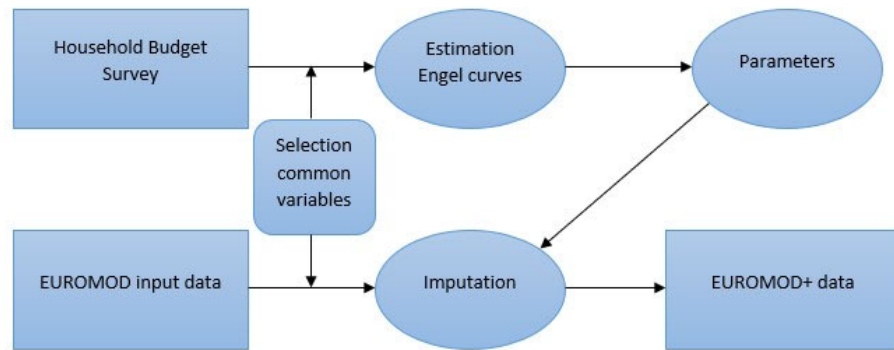 Household Budget
Survey
Estimation
Engel curves
Parameters
Selection
common
variables
EUROMOD input data
Imputation
EUROMOD+ data